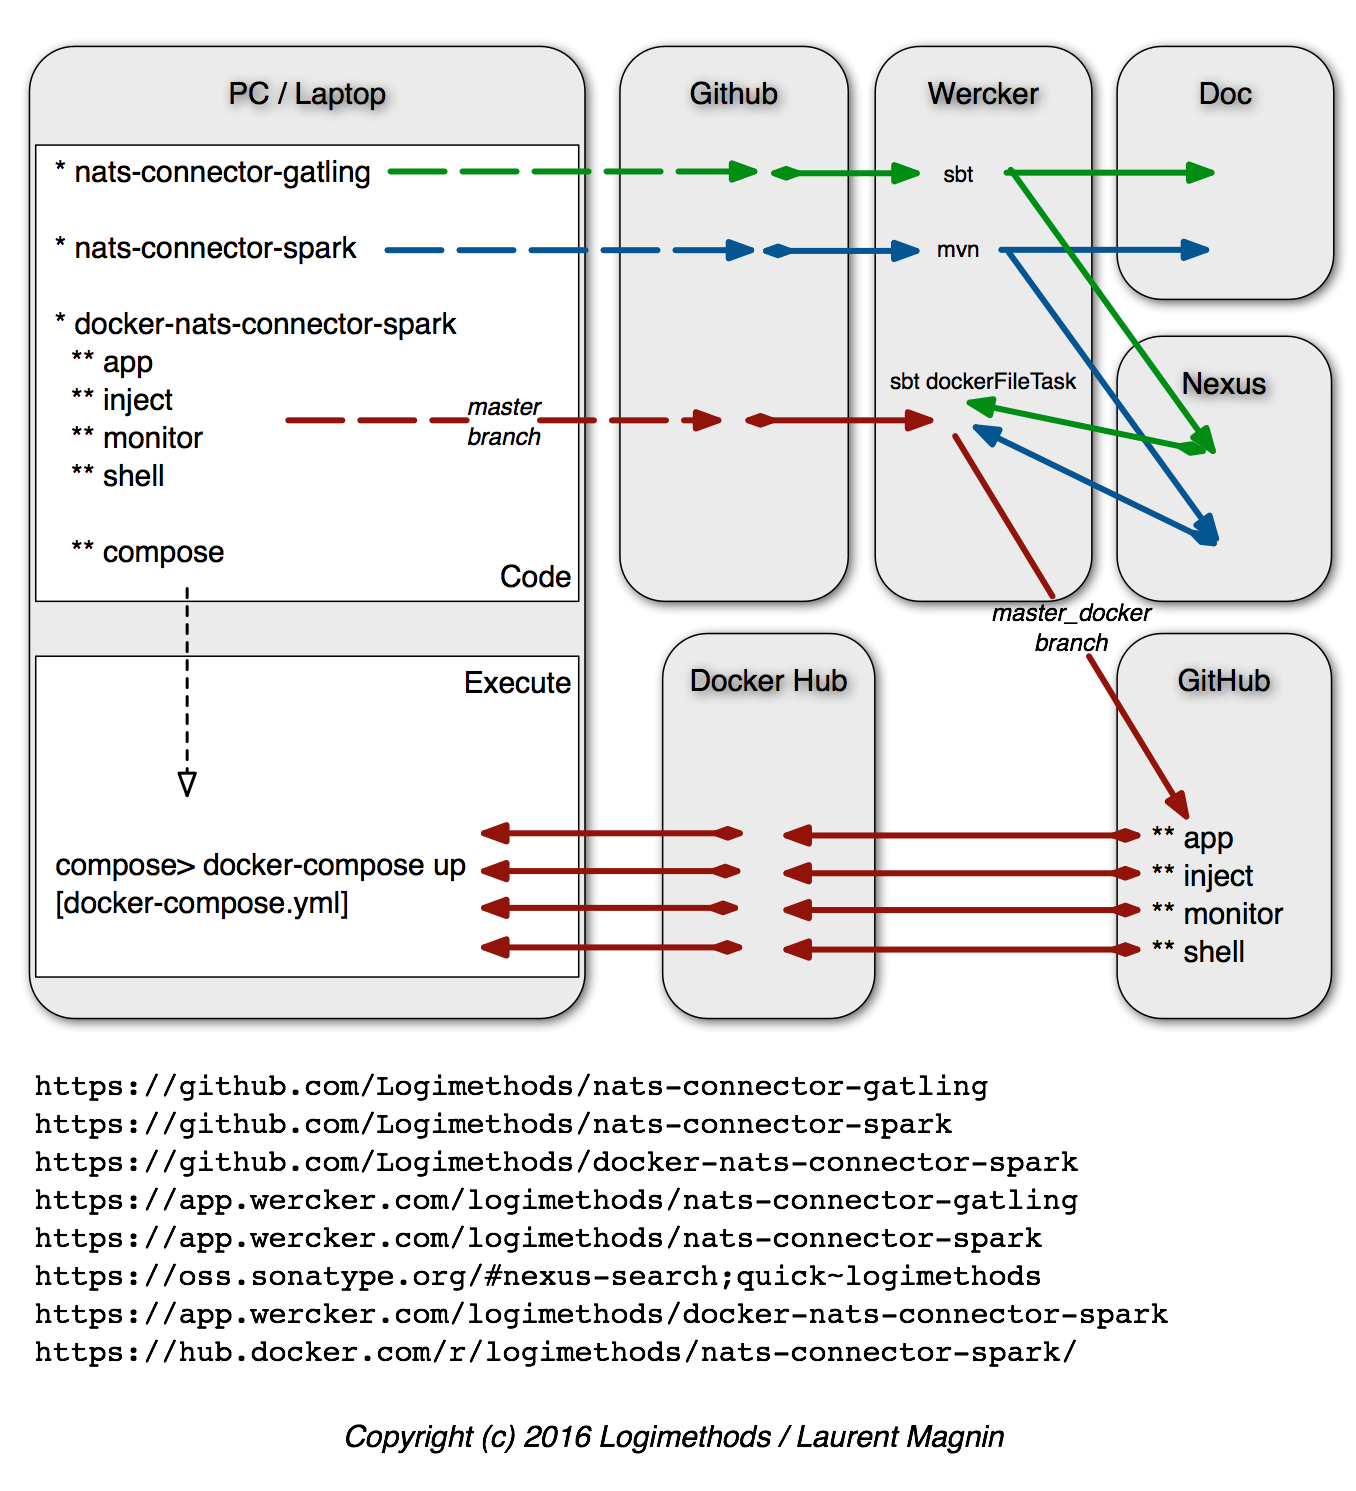 PC / Laptop
Github
Wercker
Doc
* nats-connector-gatling
sbt
* nats-connector-spark
mvn
* docker-nats-connector-spark
** app
** inject
** monitor
** shell
** compose
Code
master
branch
sbt dockerFileTask
Nexus
master_docker
branch
Execute
Docker Hub
GitHub
compose> docker-compose up
[docker-compose.yml]
** app
** inject
** monitor
** shell
https://github.com/Logimethods/nats-connector-gatling
https://github.com/Logimethods/nats-connector-spark
https://github.com/Logimethods/docker-nats-connector-spark
https://app.wercker.com/logimethods/nats-connector-gatling
https://app.wercker.com/logimethods/nats-connector-spark
https://oss.sonatype.org/#nexus-search;quick~logimethods
https://app.wercker.com/logimethods/docker-nats-connector-spark
https://hub.docker.com/r/logimethods/nats-connector-spark/
Copyright (c) 2016 Logimethods / Laurent Magnin